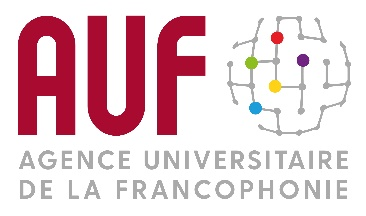 AUF
AGENCE UNIVERSITAIRE
DE LA FRANCOPHONIE